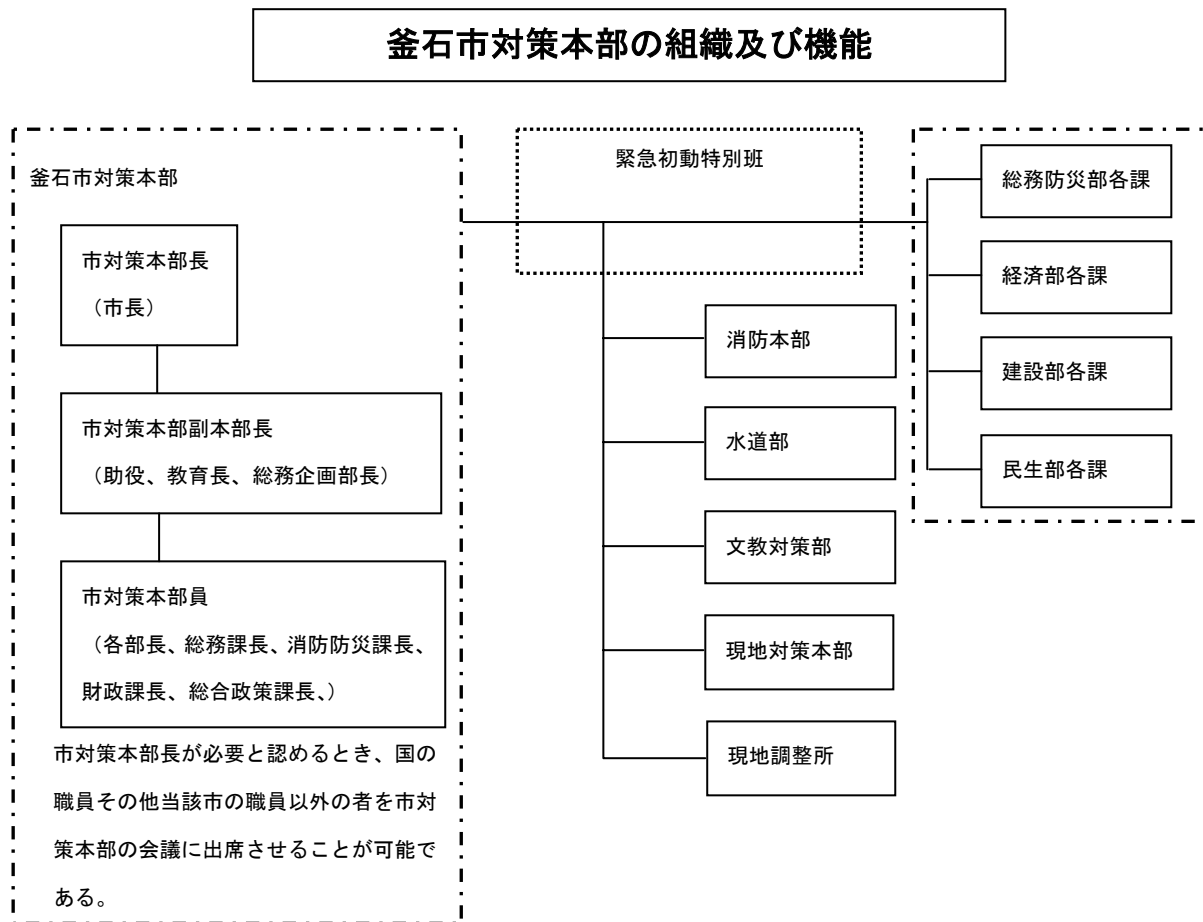 釜石市対策本部の組織及び機能
釜石市対策本部
市対策本部長
（市長）
市対策本部副本部長
（助役、教育長、総務企画部長）
市対策本部員
（各部長、総務課長、消防防災課長、
財政課長、総合政策課長、）
市対策本部長が必要と認めるとき、国の
職員その他当該市の職員以外の者を市対
策本部の会議に出席させることが可能で
ある。
緊急初動特別班
消防本部
水道部
文教対策部
現地対策本部
現地調整所
総務防災部各課
経済部各課
建設部各課
民生部各課